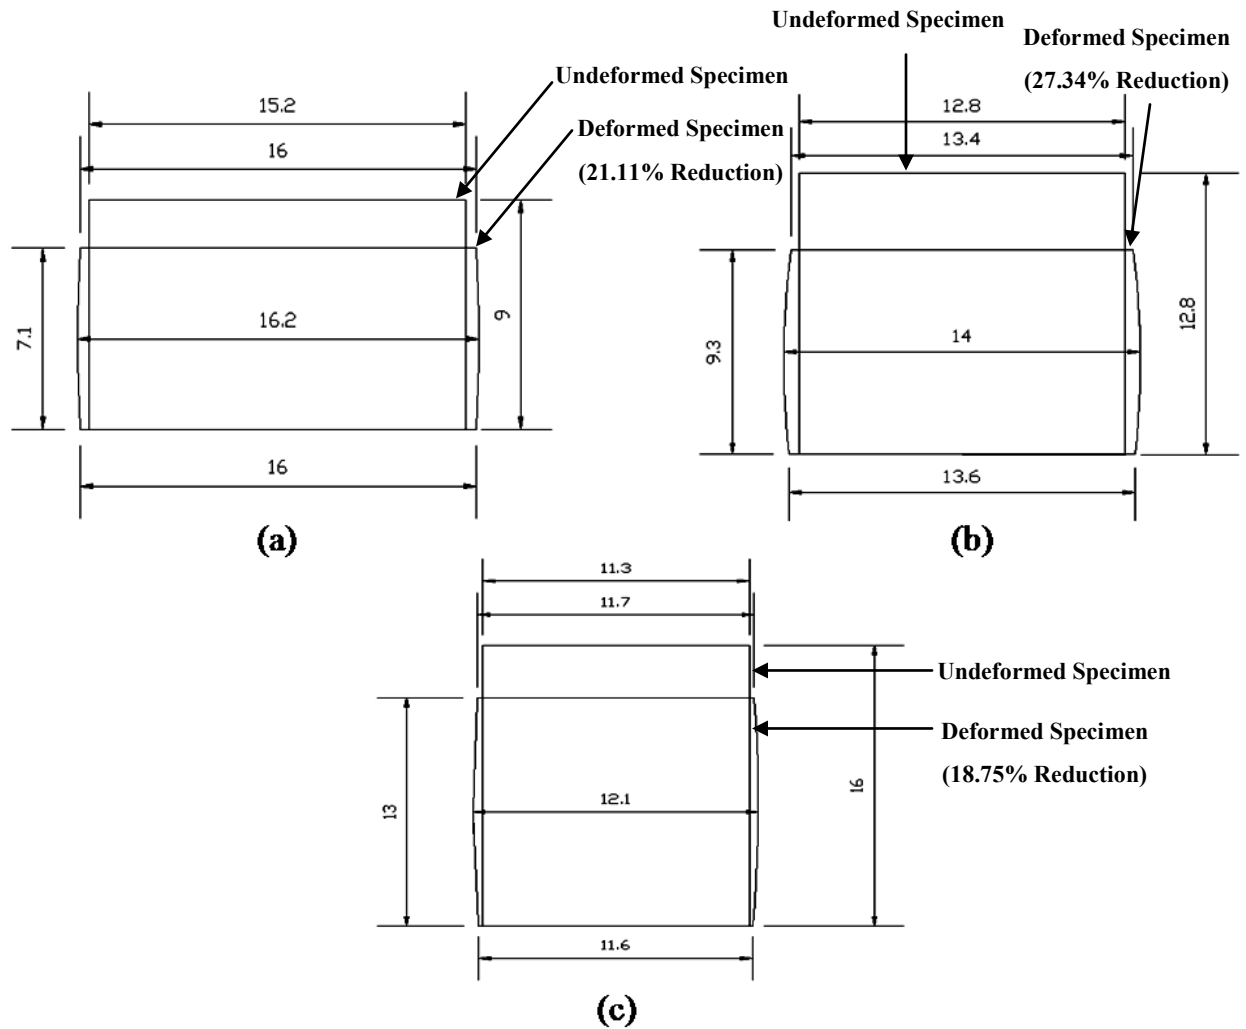 Undeformed Specimen
Deformed Specimen
(27.34% Reduction)
Undeformed Specimen
15.2
12.8
Deformed Specimen
16
13.4
(21.11% Reduction)
7.1
16.2
9
9.3
14
12.8
16
13.6
(a)
(b)
11.3
11.7
Undeformed Specimen
Deformed Specimen
(18.75% Reduction)
13
12.1
16
11.6
(c)